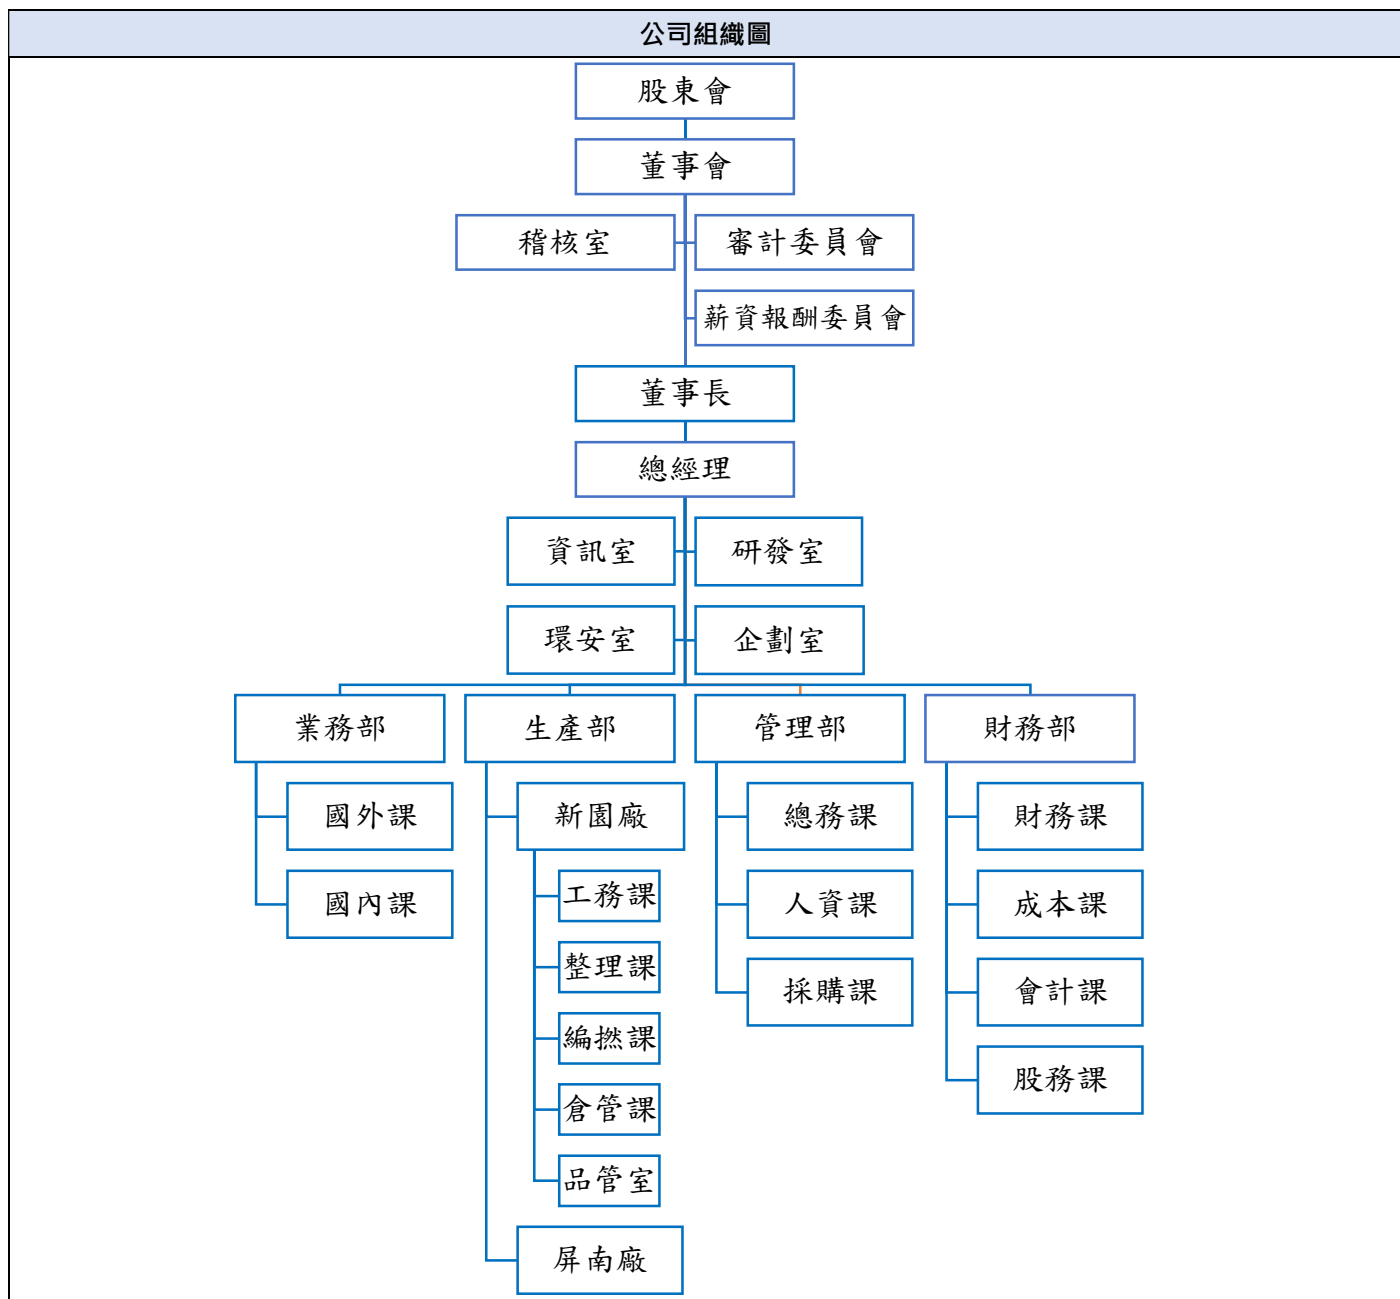 公司組織圖
股東會
董事會
稽核室
審計委員會
薪資報酬委員會
董事長
總經理
資訊室
研發室
環安室
企劃室
業務部
生產部
管理部
財務部
國外課
國內課
新園廠
工務課
整理課
編撚課
倉管課
品管室
屏南廠
總務課
人資課
採購課
財務課
成本課
會計課
股務課